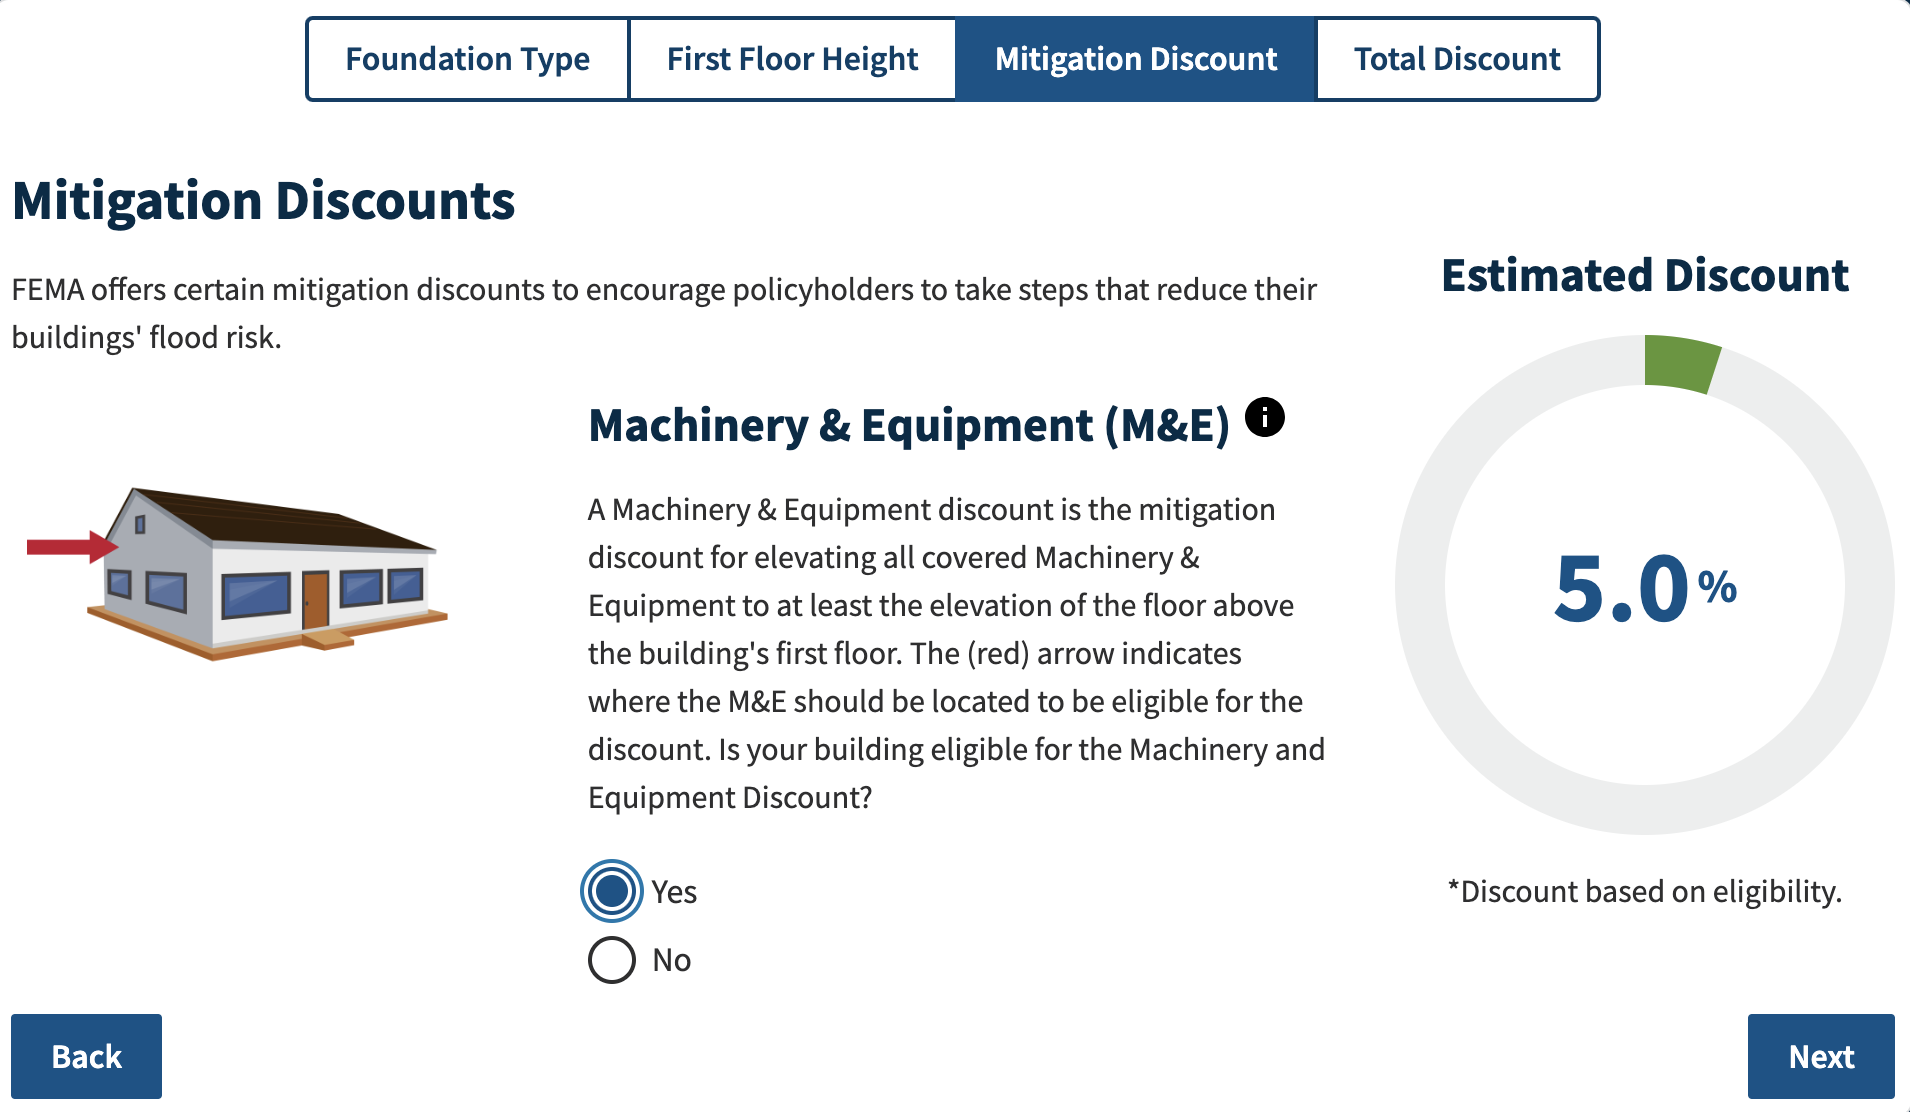 Foundation Type
First Floor Height
Mitigation Discount
Total Discount
Mitigation Discounts
FEMA offers certain mitigation discounts to encourage policyholders to take steps that reduce their
buildings' flood risk.
Machinery & Equipment (M&E) i
A Machinery & Equipment discount is the mitigation
discount for elevating all covered Machinery &
Equipment to at least the elevation of the floor above
the building's first floor. The (red) arrow indicates
where the M&E should be located to be eligible for the
discount. Is your building eligible for the Machinery and
Equipment Discount?
Yes
No
Estimated Discount
5.0%
*Discount based on eligibility.
Back
Next